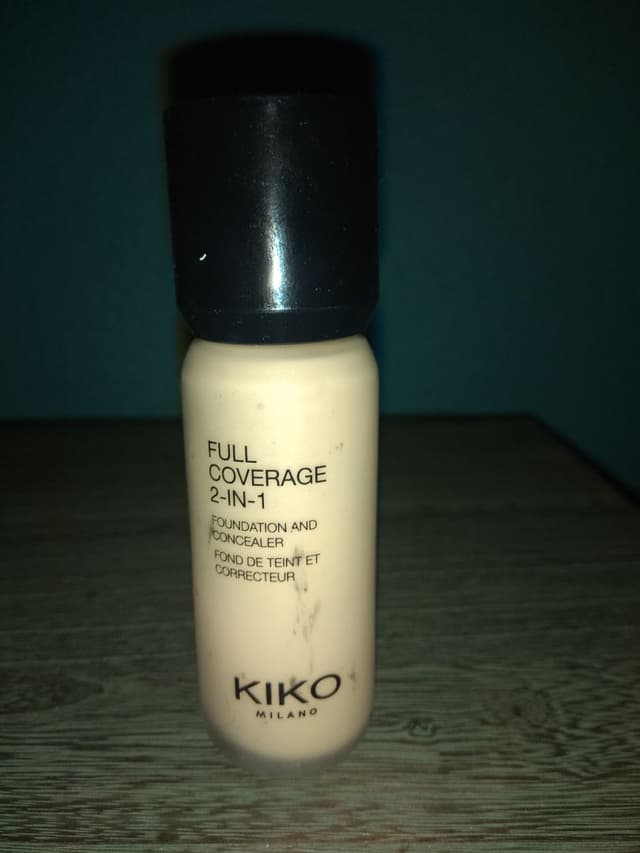 FULL
COVERAGE
2-IN-1
FOUNDATION AND
CONCEALER
FOND DE TEINT ET
CORRECTEUR
KIKO
MILANO